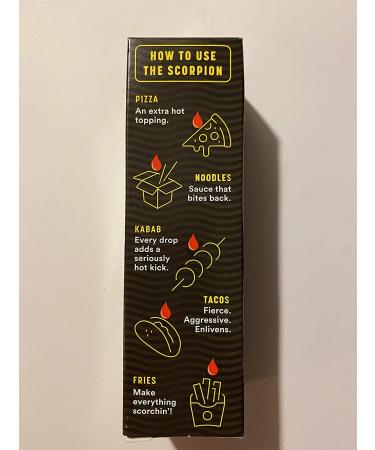 HOW TO USE
THE SCORPION
PIZZA
An extra hot
topping.
NOODLES
Sauce that
bites back.
KABAB
Every drop
adds a
seriously
hot kick.
TACOS
Fierce.
Aggressive.
Enlivens.
FRIES
Make
everything
scorchin'!